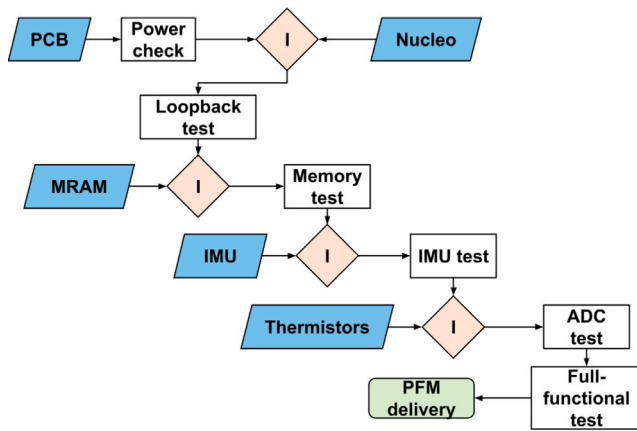 PCB
Power
check
I
Nucleo
Loopback
test
MRAM
I
Memory
test
IMU
I
IMU test
Thermistors
I
ADC
test
PFM
delivery
Full-
functional
test